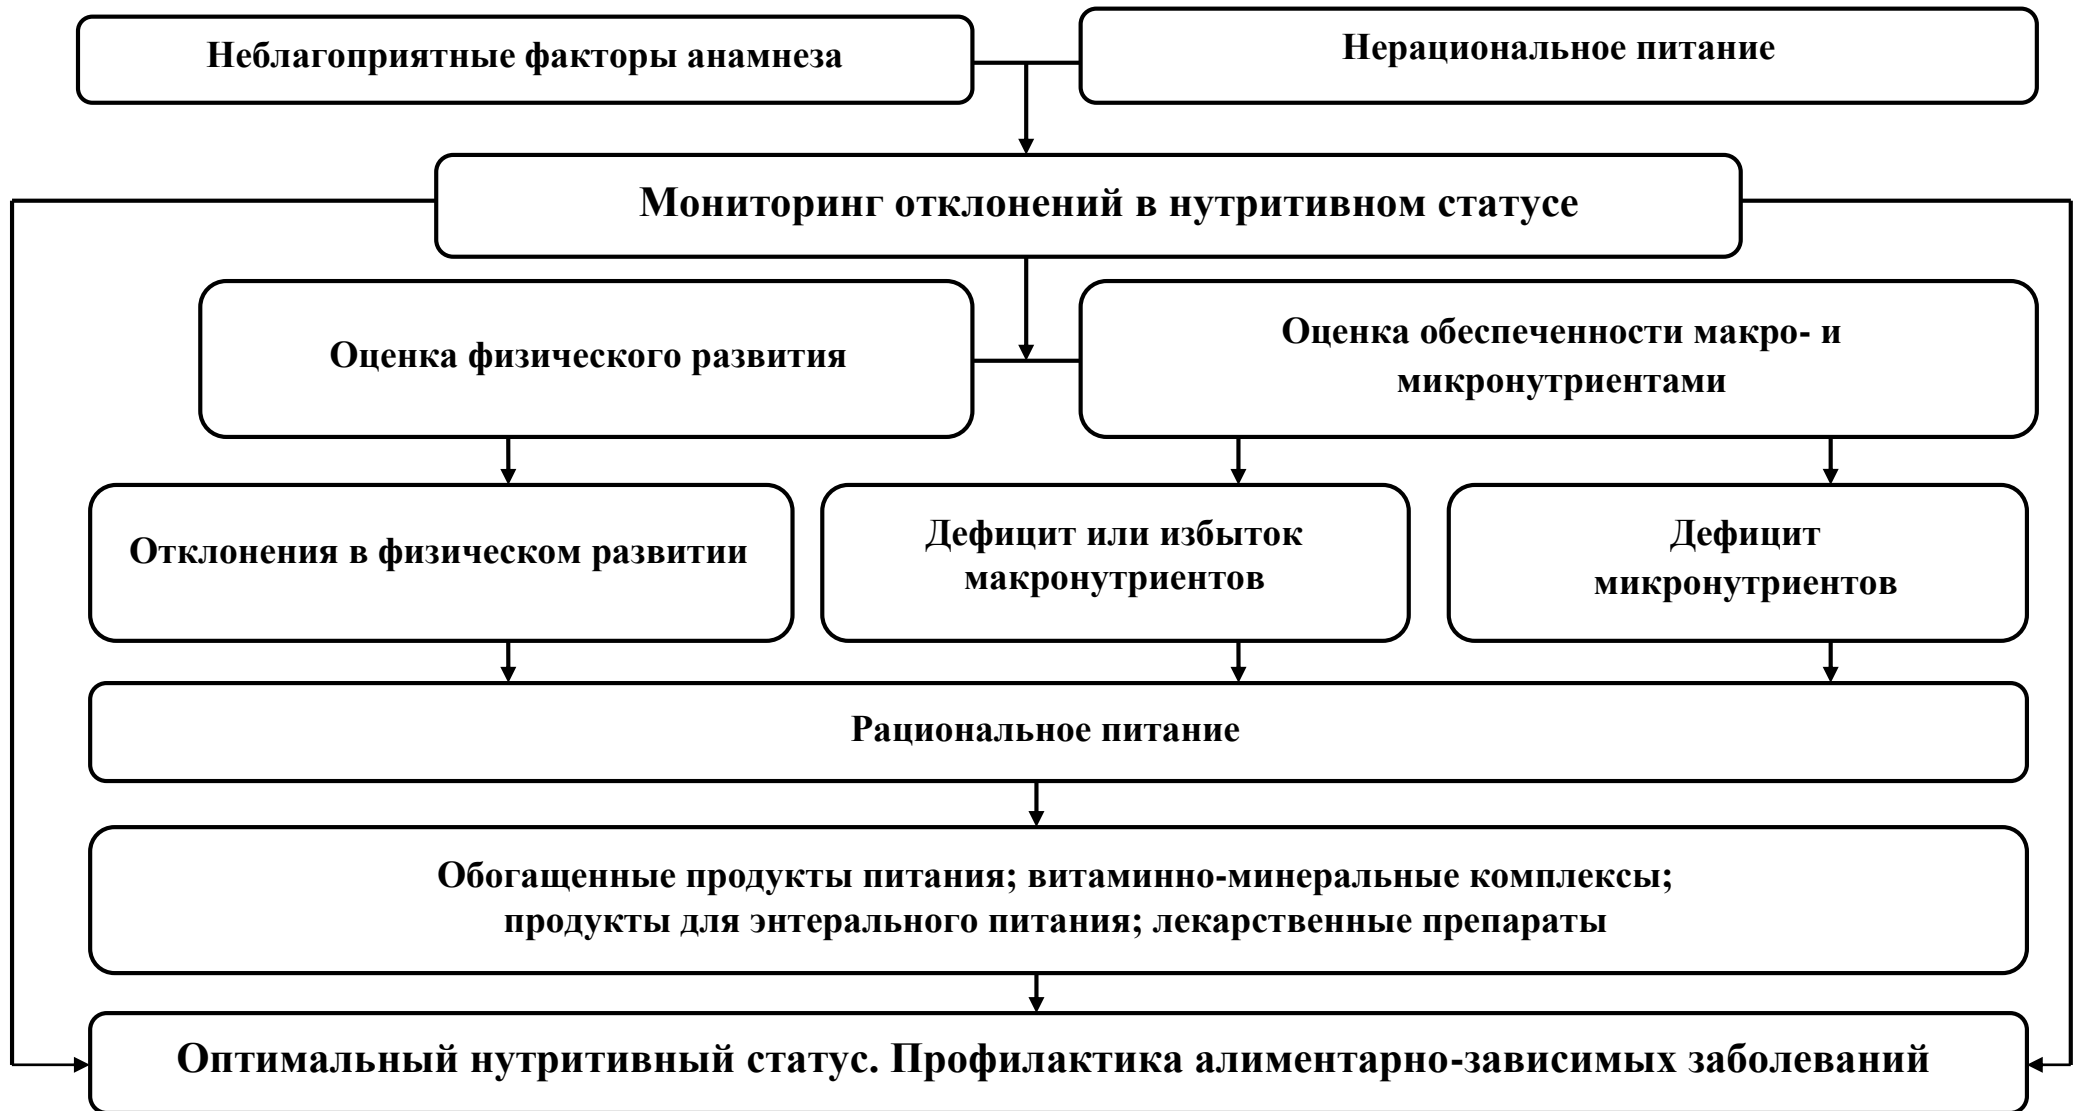 Неблагоприятные факторы анамнеза
Нерациональное питание
Мониторинг отклонений в нутритивном статусе
Оценка физического развития
Оценка обеспеченности макро- и
микронутриентами
Отклонения в физическом развитии
Дефицит или избыток
макронутриентов
Дефицит
микронутриентов
Рациональное питание
Обогащенные продукты питания; витаминно-минеральные комплексы;
продукты для энтерального питания; лекарственные препараты
Оптимальный нутритивный статус. Профилактика алиментарно-зависимых заболеваний